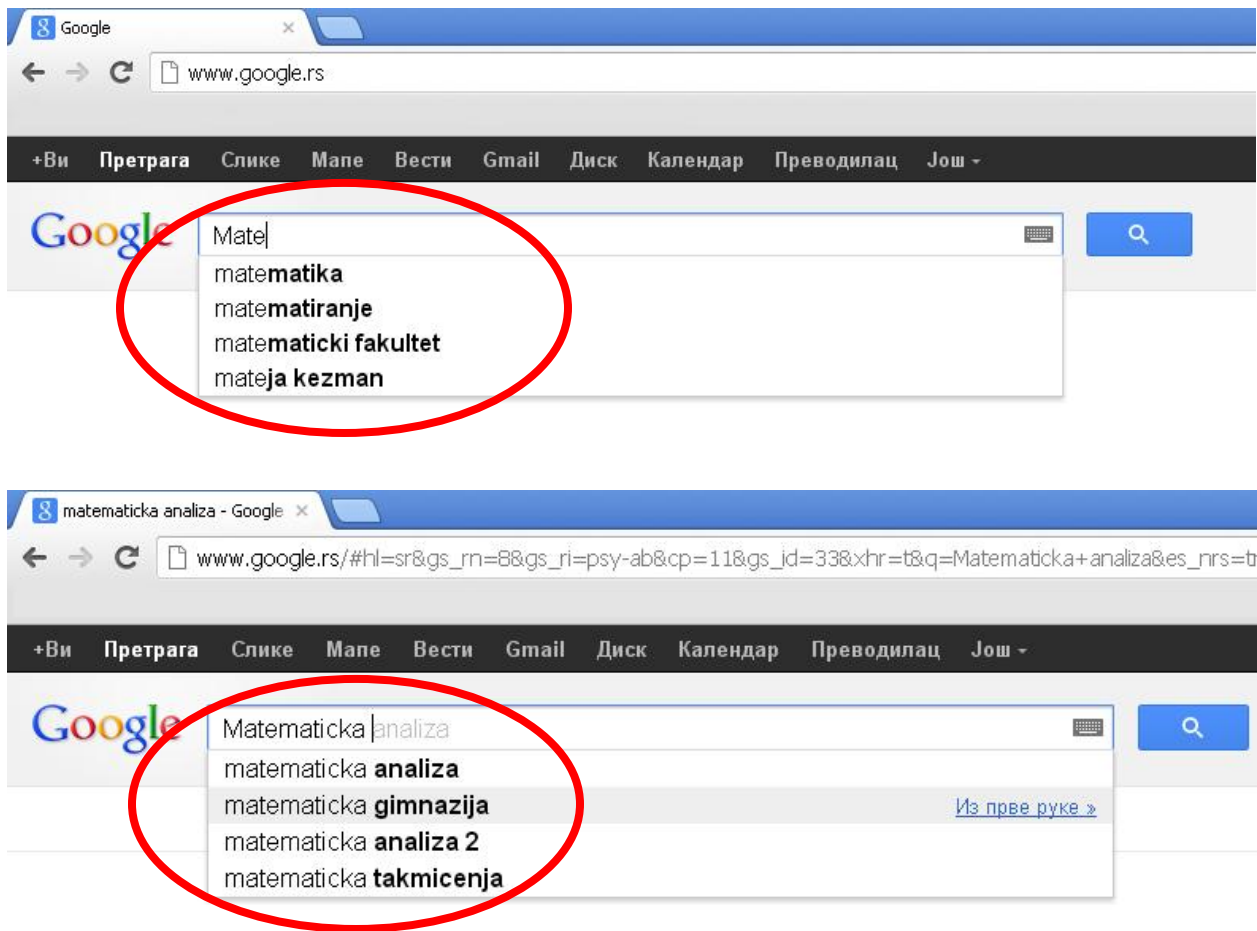 Google
www.google.rs
+Ви Претрага Слике Мапе Вести Gmail Диск Календар Преводилац Још
Google Mate
matematika
matematiranje
matematicki fakultet
mateja kezman
matematicka analiza - Google
www.google.rs/#hl=sr&gs_rn=8&gs_ri=psy-ab&cp=11&gs_id=33&xhr=t&q=Matematicka+analiza&es_nrs=t
+Ви Претрага Слике Мапе Вести Gmail Диск Календар Преводилац Још
Google Matematicka analiza
matematicka analiza
matematicka gimnazija Из прве руке »
matematicka analiza 2
matematicka takmicenja